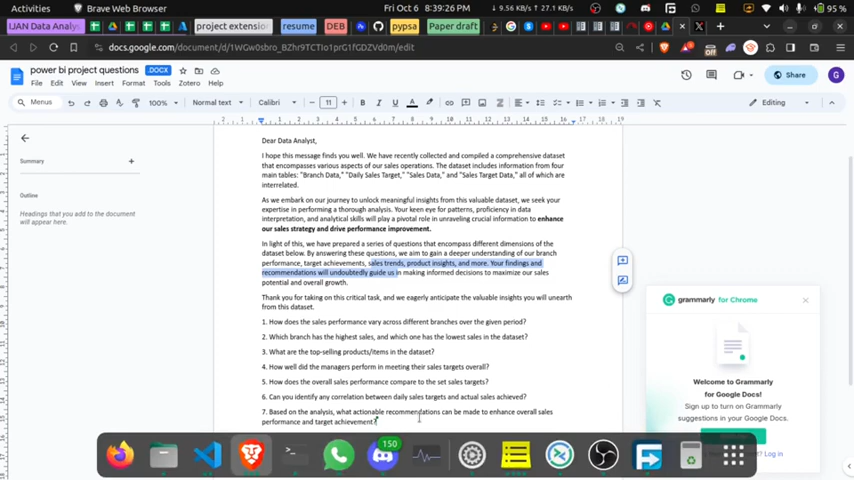 Activities
Brave Web Browser
Fri Oct 6 8:39:26 PM
↓ 9.56 KB/s ↑ 27.1 KB/s
95 %
IJAN Data Analys
project extension
resume
DEB
pypsa
Paper draft
docs.google.com/document/d/1WGw0sbro_BZhr9TCTIo1prG1fGDZVd0m/edit
power bi project questions .DOCX
File Edit View Insert Format Tools Zotero Help
Share
G
Menus 100% Normal text Calibri 11 Editing
Summary
Outline
Headings you add to the document
will appear here.
Dear Data Analyst,
I hope this message finds you well. We have recently collected and compiled a comprehensive dataset
that encompasses various aspects of our sales operations. The dataset includes information from four
main tables: "Branch Data," "Daily Sales Target," "Sales Data," and "Sales Target Data," all of which are
interrelated.
As we embark on our journey to unlock meaningful insights from this valuable dataset, we seek your
expertise in performing a thorough analysis. Your keen eye for patterns, proficiency in data
interpretation, and analytical skills will play a pivotal role in unraveling crucial information to enhance
our sales strategy and drive performance improvement.
In light of this, we have prepared a series of questions that encompass different dimensions of the
dataset below. By answering these questions, we aim to gain a deeper understanding of our branch
performance, target achievements, sales trends, product insights, and more. Your findings and
recommendations will undoubtedly guide us in making informed decisions to maximize our sales
potential and overall growth.
Thank you for taking on this critical task, and we eagerly anticipate the valuable insights you will unearth
from this dataset.
1. How does the sales performance vary across different branches over the given period?
2. Which branch has the highest sales, and which one has the lowest sales in the dataset?
3. What are the top-selling products/items in the dataset?
4. How well did the managers perform in meeting their sales targets overall?
5. How does the overall sales performance compare to the set sales targets?
6. Can you identify any correlation between daily sales targets and actual sales achieved?
7. Based on the analysis, what actionable recommendations can be made to enhance overall sales
performance and target achievement?
grammarly for Chrome
Welcome to Grammarly
for Google Docs!
Sign up to turn on Grammarly
suggestions in your Google Docs.
Log in
150